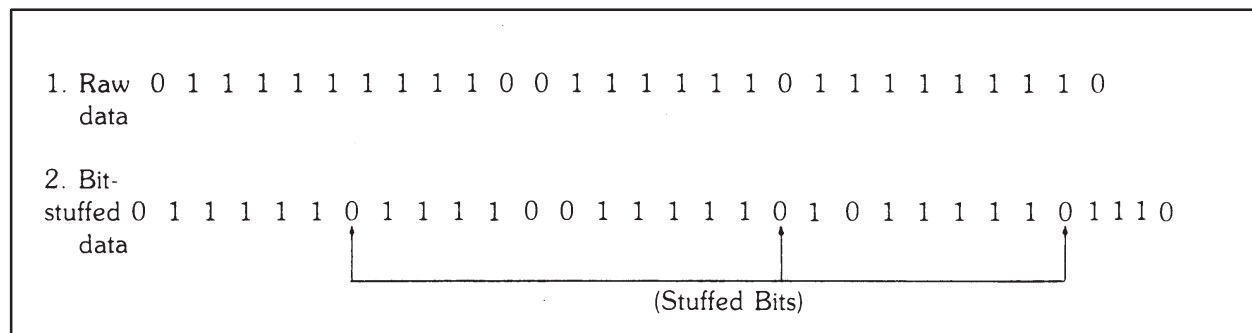 1. Raw 0 1 1 1 1 1 1 1 1 1 0 0 1 1 1 1 1 1 0 1 1 1 1 1 1 1 1 0
data
2. Bit-
stuffed 0 1 1 1 1 1 0 1 1 1 1 0 0 1 1 1 1 1 0 1 0 1 1 1 1 1 0 1 1 1 0
data
(Stuffed Bits)